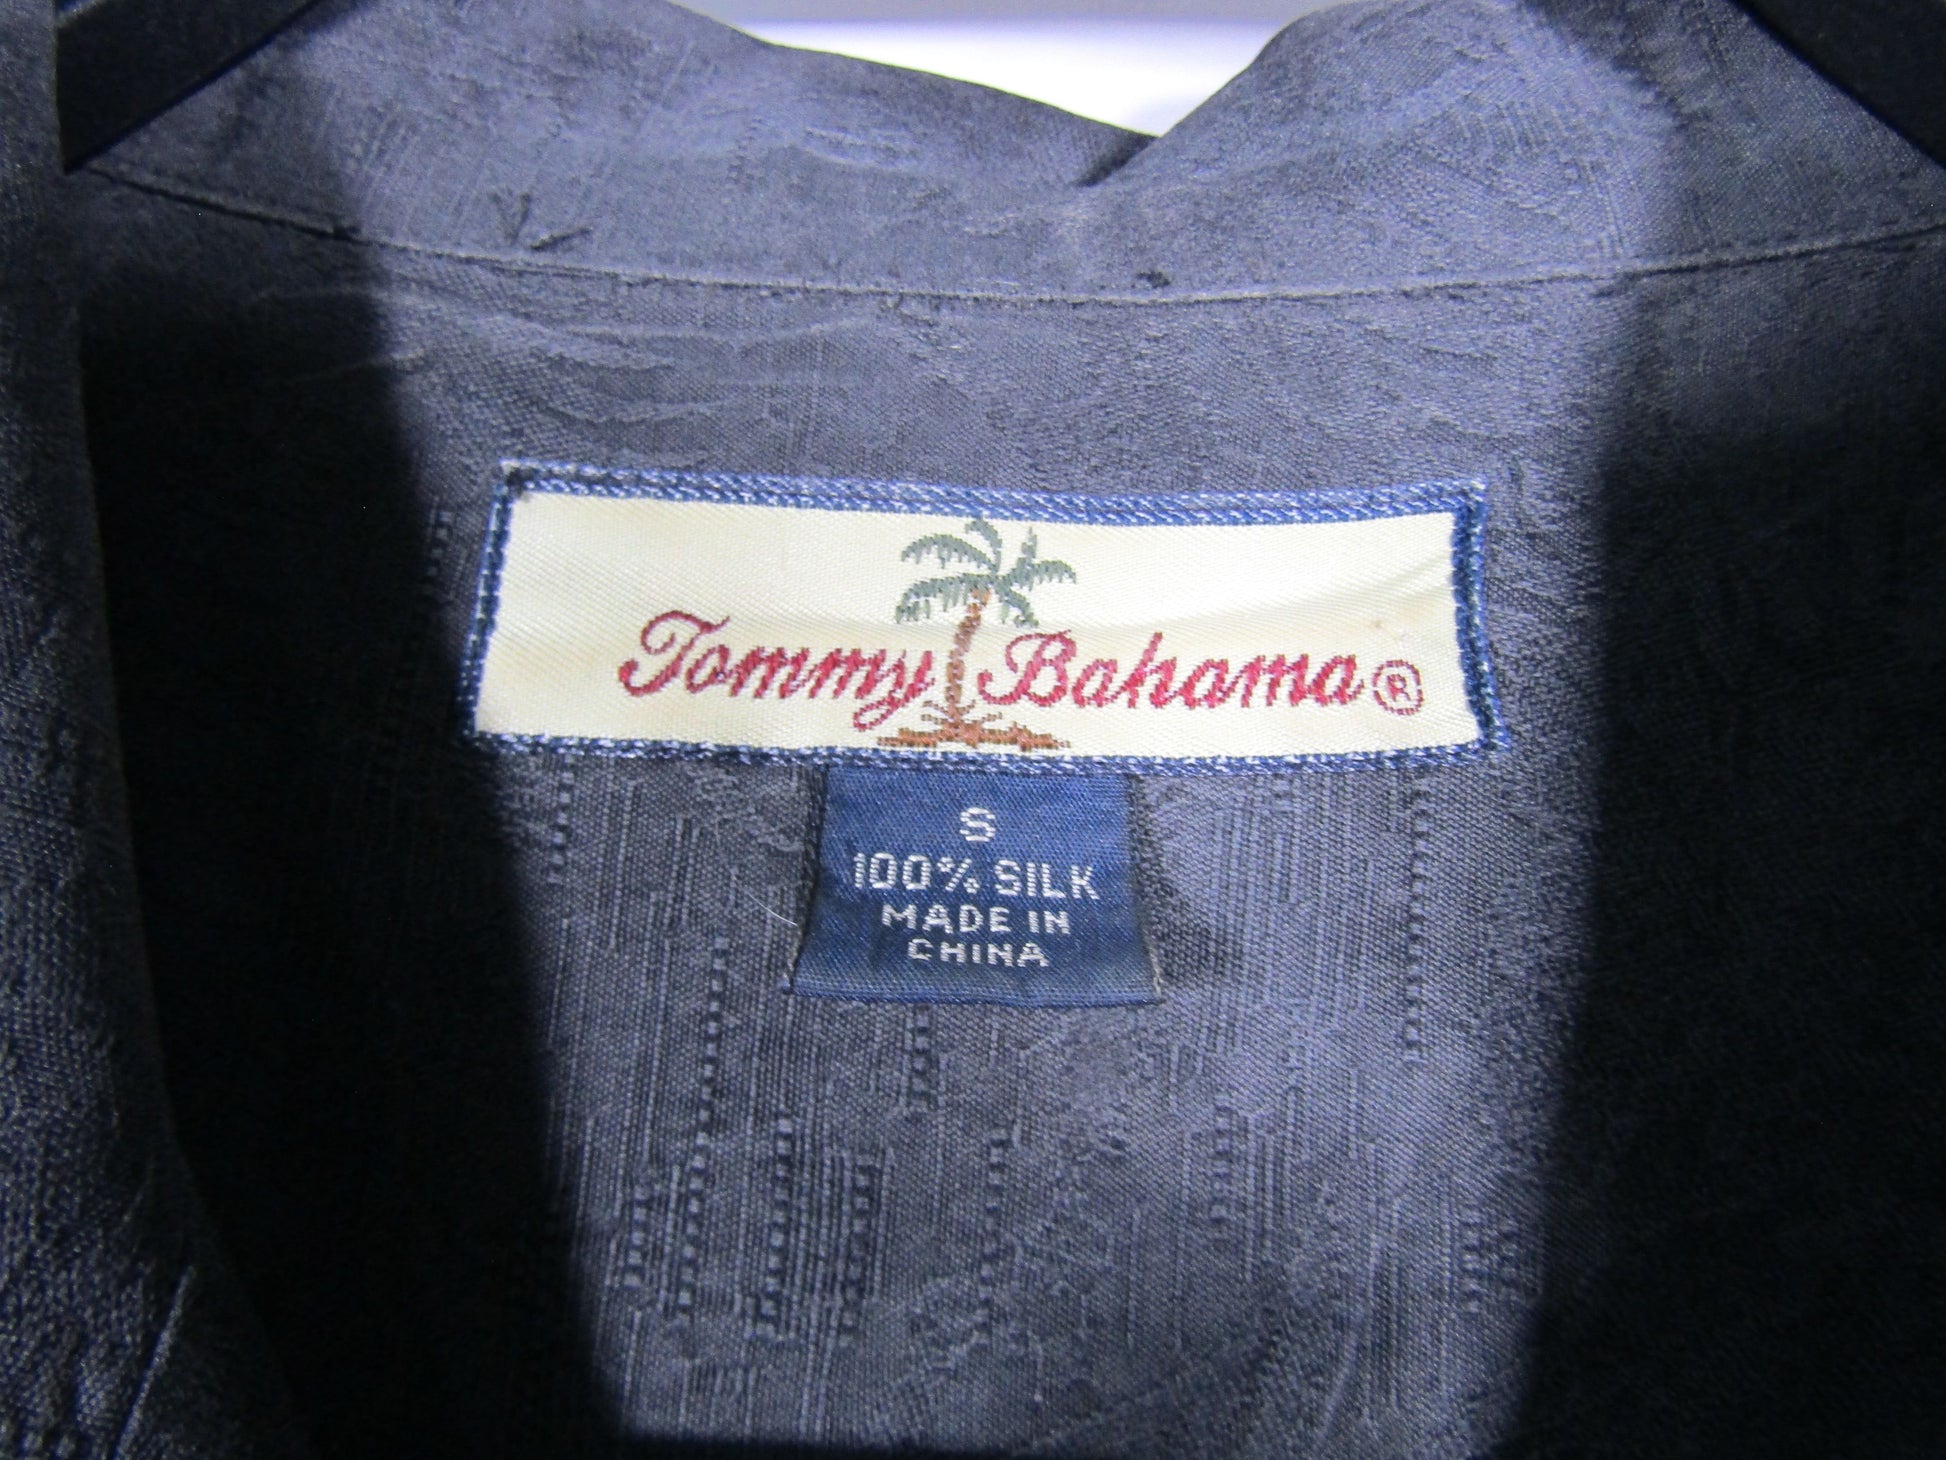 Tommy Bahama ®
S
100% SILK
MADE IN
CHINA